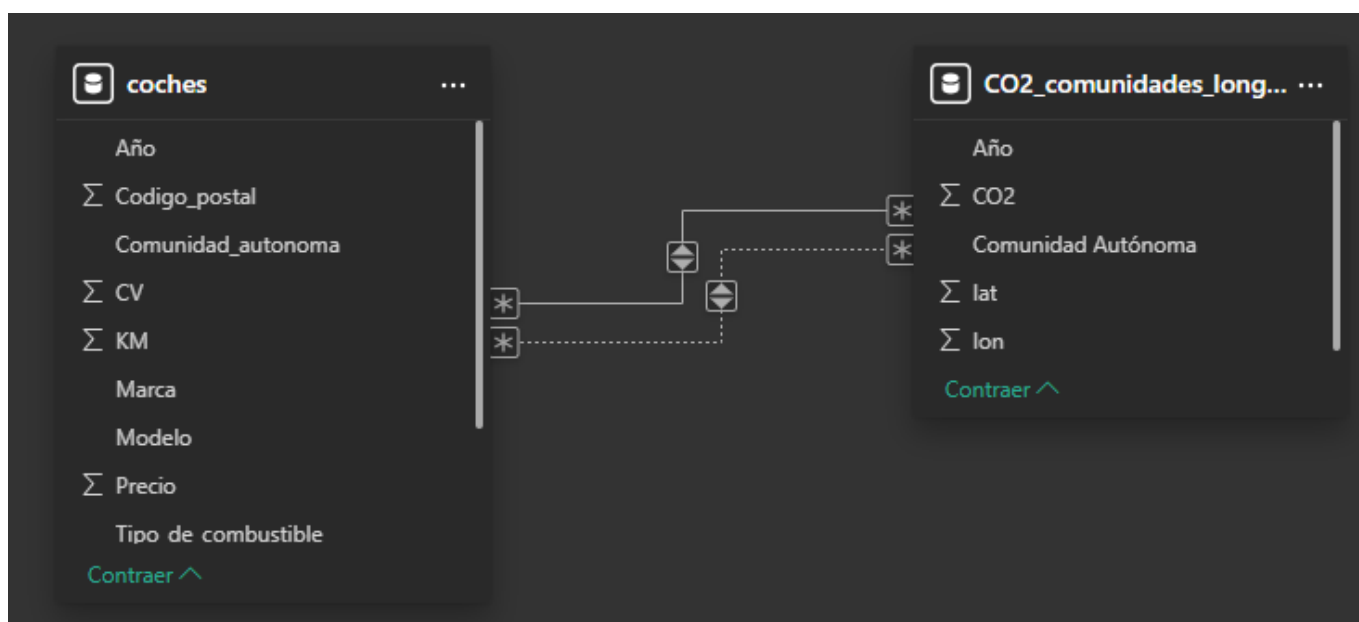 coches
Año
Σ Codigo_postal
Comunidad_autonoma
Σ CV
Σ KM
Marca
Modelo
Σ Precio
Tipo de combustible
Contraer
CO2_comunidades_long...
Año
Σ CO2
Comunidad Autónoma
Σ lat
Σ lon
Contraer